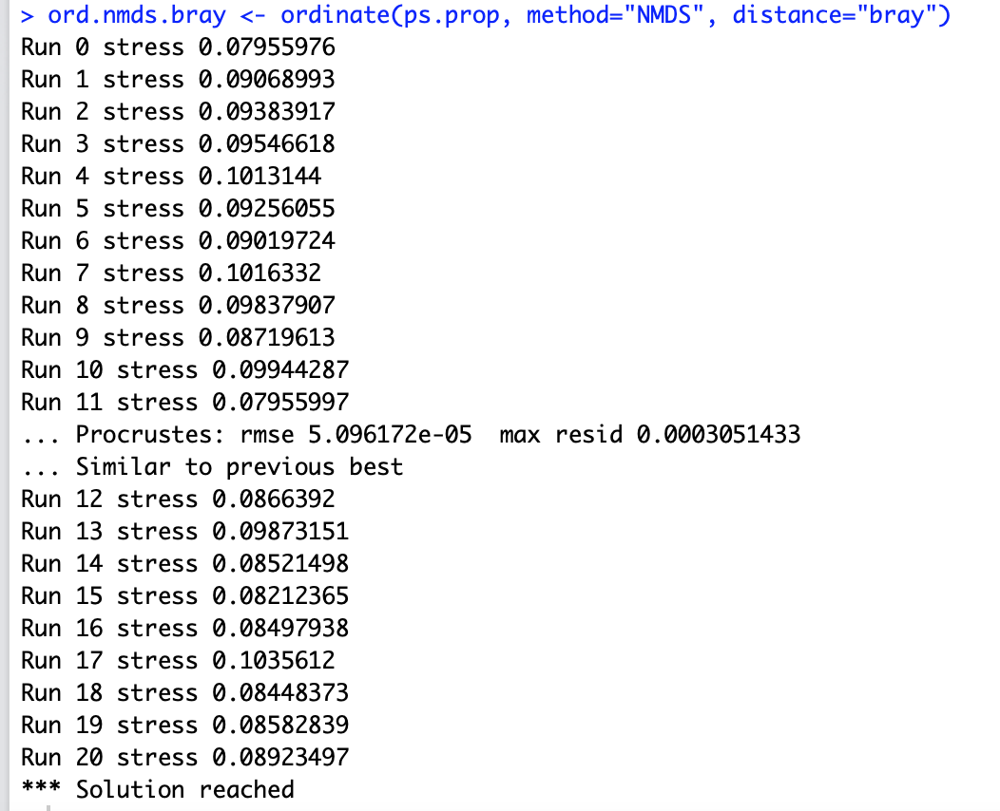 > ord.nmds.bray <- ordinate(ps.prop, method="NMDS", distance="bray")
Run 0 stress 0.07955976
Run 1 stress 0.09068993
Run 2 stress 0.09383917
Run 3 stress 0.09546618
Run 4 stress 0.1013144
Run 5 stress 0.09256055
Run 6 stress 0.09019724
Run 7 stress 0.1016332
Run 8 stress 0.09837907
Run 9 stress 0.08719613
Run 10 stress 0.09944287
Run 11 stress 0.07955997
... Procrustes: rmse 5.096172e-05  max resid 0.0003051433
... Similar to previous best
Run 12 stress 0.0866392
Run 13 stress 0.09873151
Run 14 stress 0.08521498
Run 15 stress 0.08212365
Run 16 stress 0.08497938
Run 17 stress 0.1035612
Run 18 stress 0.08448373
Run 19 stress 0.08582839
Run 20 stress 0.08923497
*** Solution reached